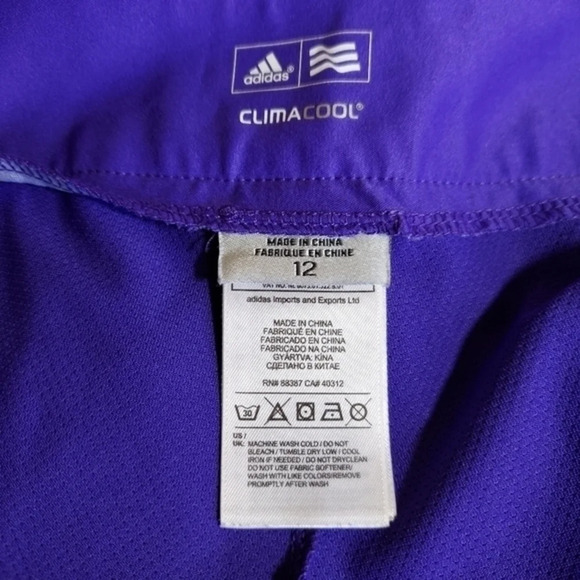 adidas®
CLIMACOOL®
MADE IN CHINA
FABRIQUE EN CHINE
12
adidas Imports and Exports Ltd
MADE IN CHINA
FABRIQUÉ EN CHINE
FABRICADO EN CHINA
FABRICADO NA CHINA
GYÁRTVA: KÍNA
СДЕЛАНО В КИТАЕ
RN# 88387 CA# 40312
30
US /
UK: MACHINE WASH COLD / DO NOT
BLEACH / TUMBLE DRY LOW / COOL
IRON IF NEEDED / DO NOT DRYCLEAN
DO NOT USE FABRIC SOFTENER/
WASH WITH LIKE COLORS/REMOVE
PROMPTLY AFTER WASH